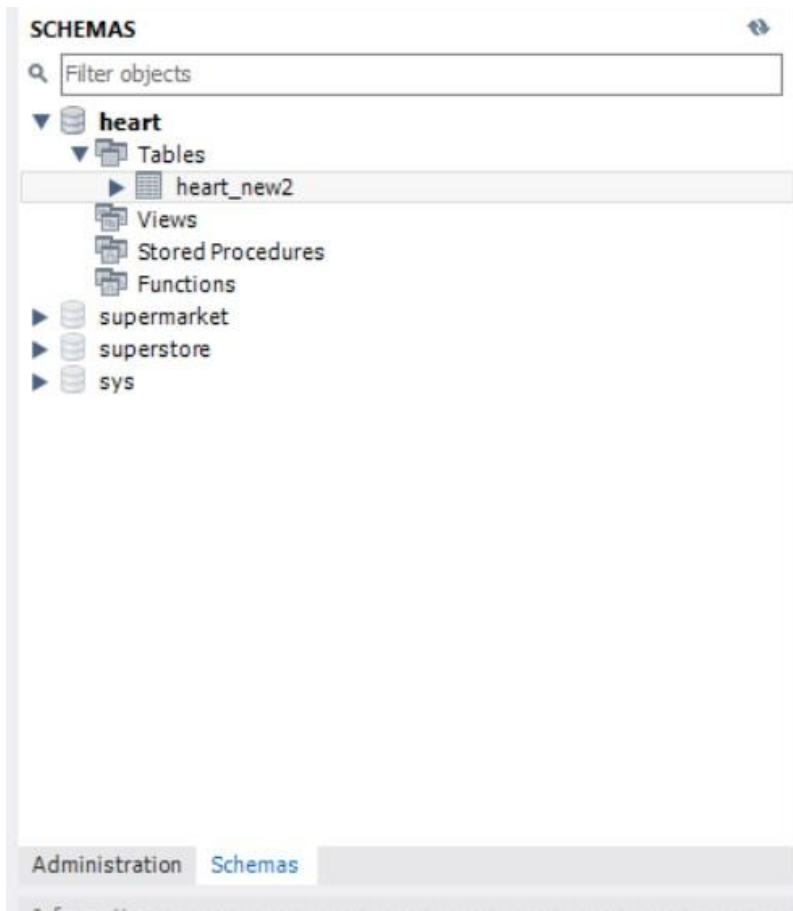 SCHEMAS
Filter objects
heart
Tables
heart_new2
Views
Stored Procedures
Functions
supermarket
superstore
sys
Administration Schemas